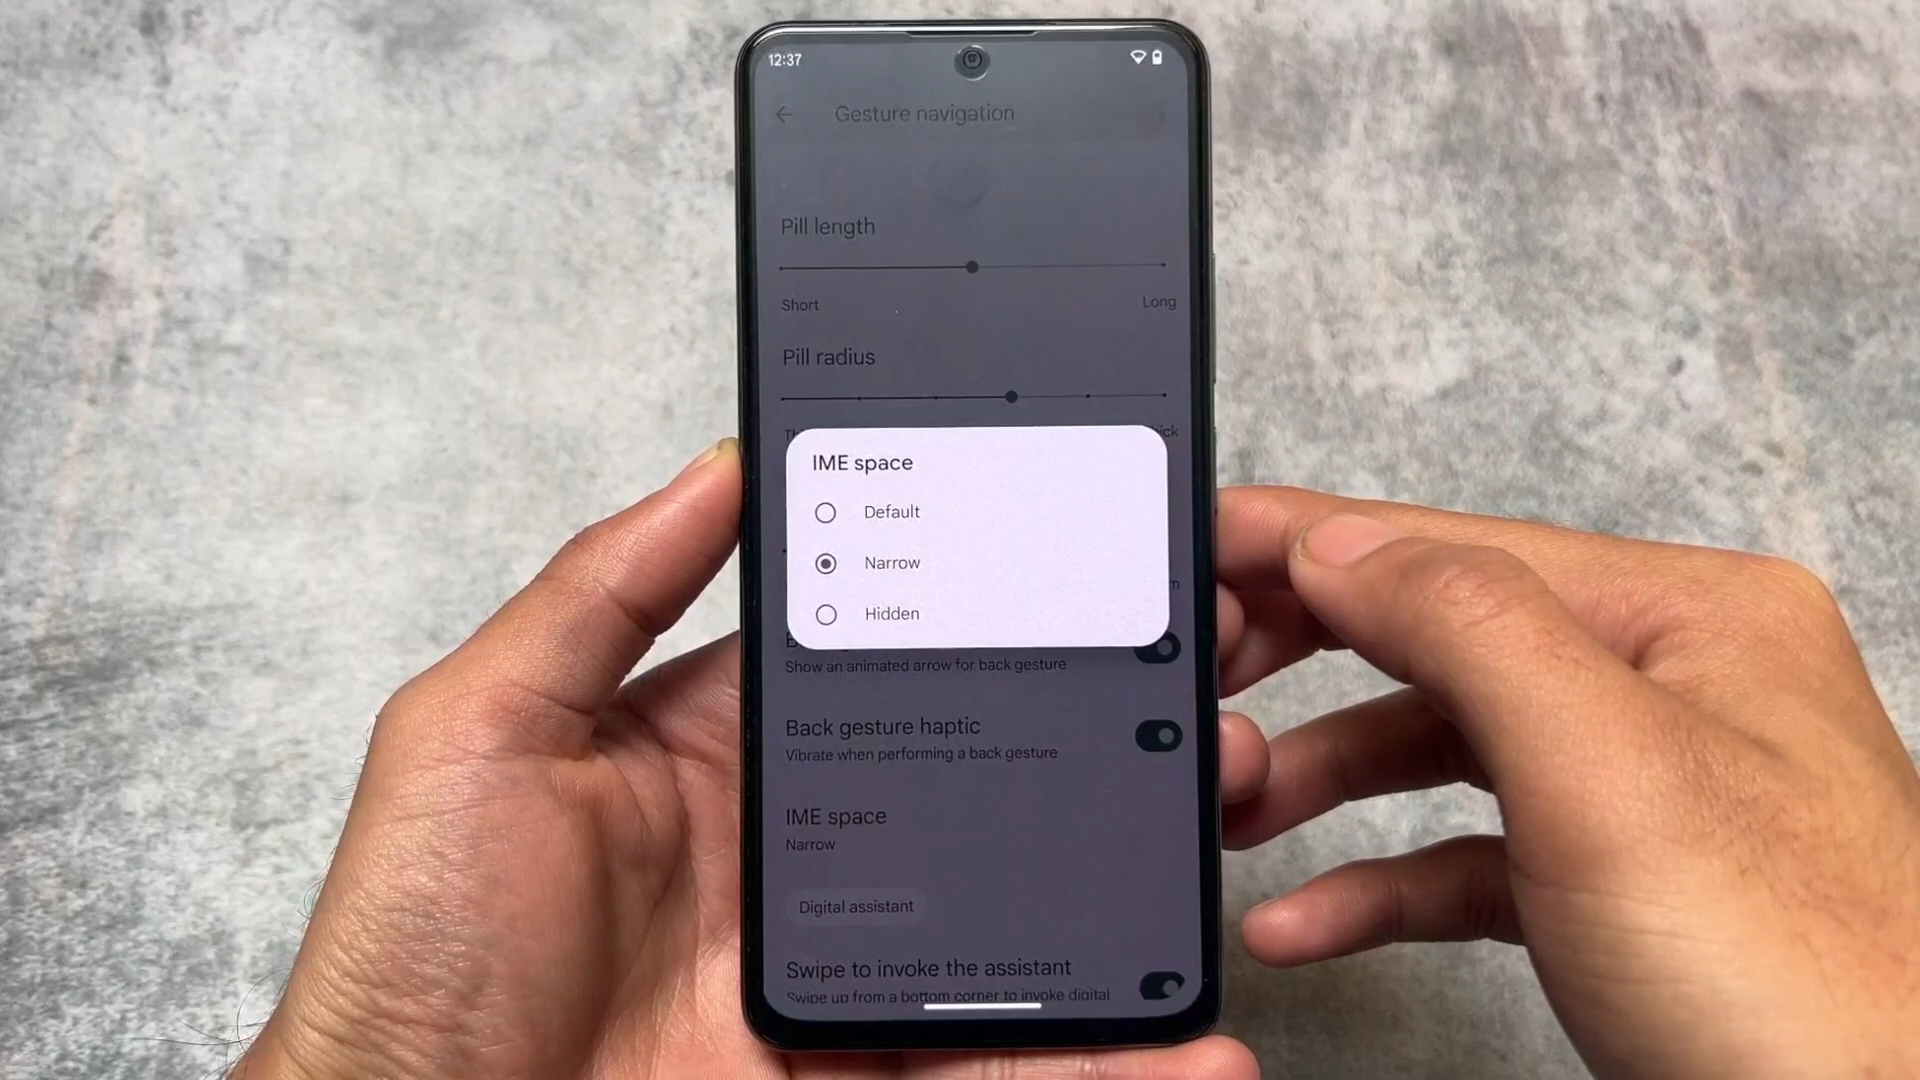 12:37
Gesture navigation
Pill length
Short Long
Pill radius
IME space
Default
Narrow
Hidden
Show an animated arrow for back gesture
Back gesture haptic
Vibrate when performing a back gesture
IME space
Narrow
Digital assistant
Swipe to invoke the assistant
Swipe up from a bottom corner to invoke digital